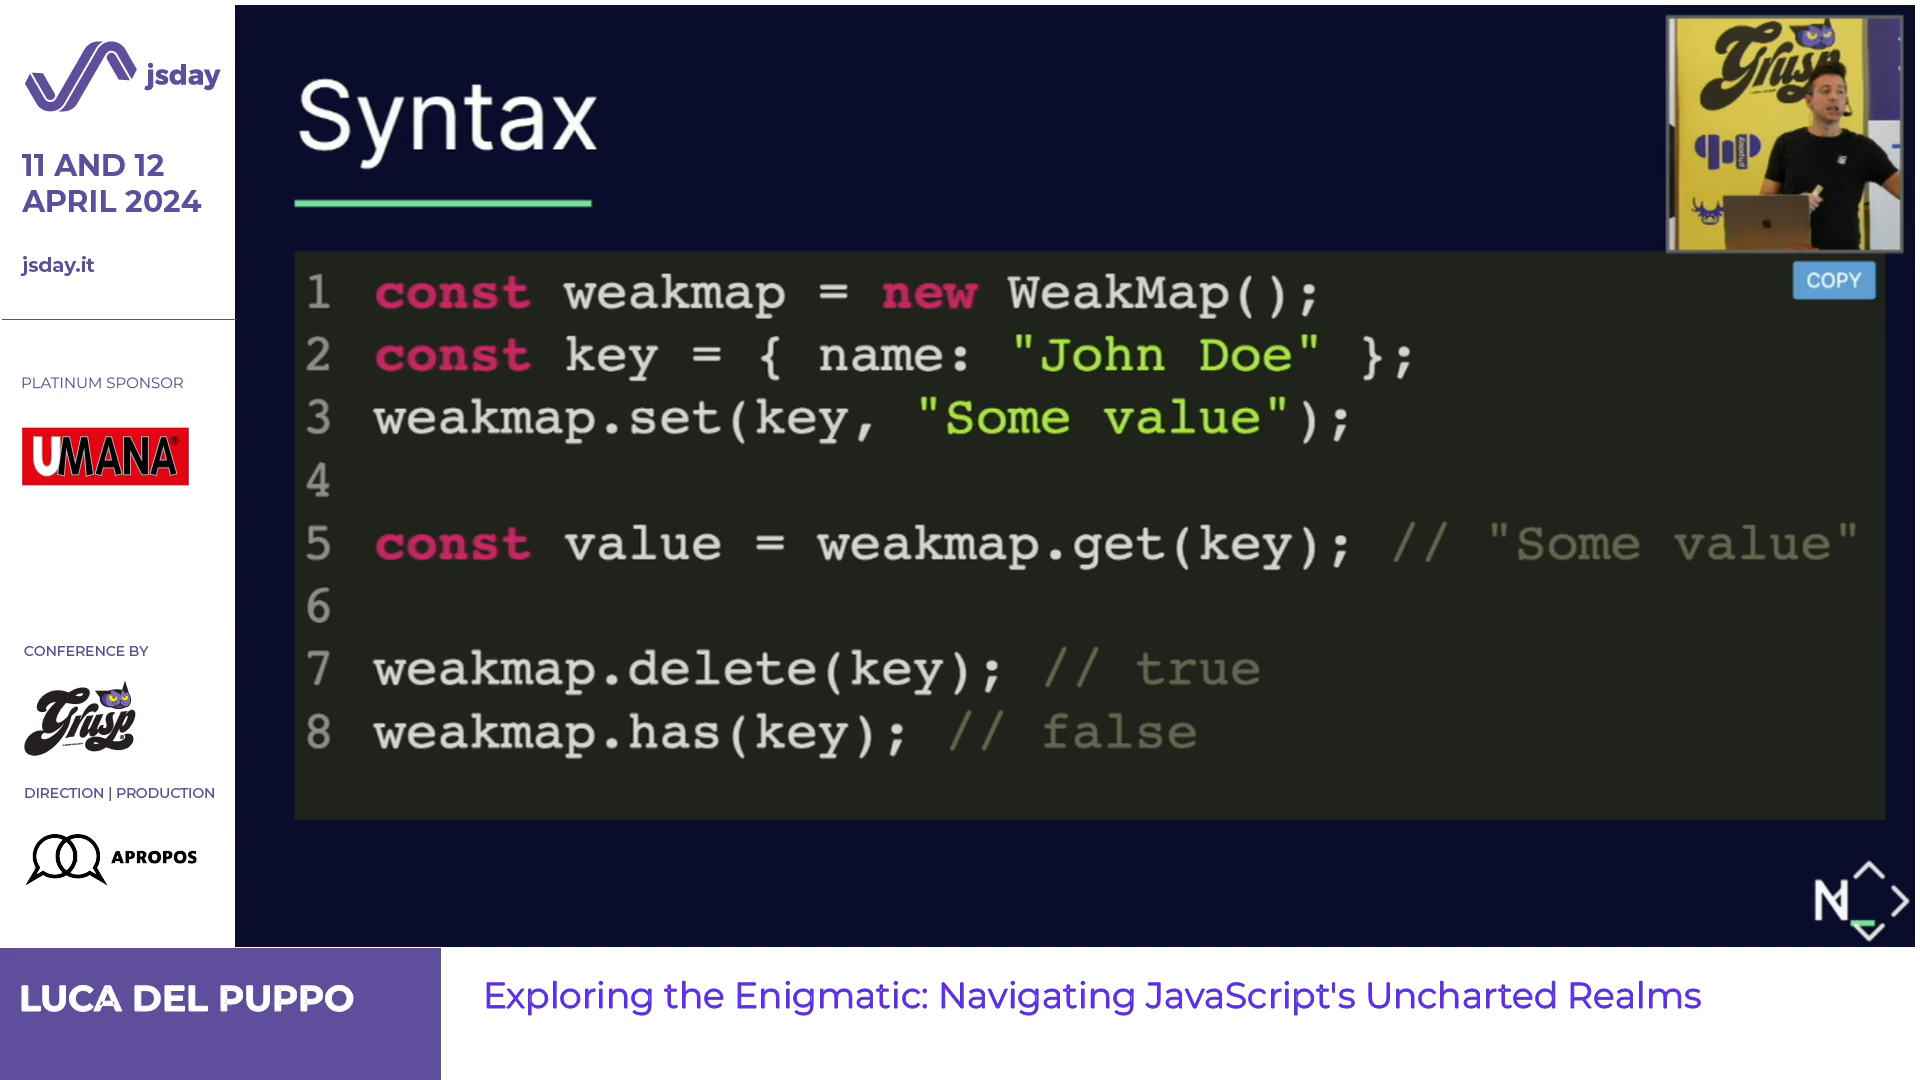 jsday
11 AND 12
APRIL 2024
jsday.it
PLATINUM SPONSOR
UMANA®
CONFERENCE BY
Grusp
DIRECTION | PRODUCTION
APROPOS
Syntax
Grusp
phpday
COPY
1 const weakmap = new WeakMap();
2 const key = { name: "John Doe" };
3 weakmap.set(key, "Some value");
4
5 const value = weakmap.get(key); // "Some value"
6
7 weakmap.delete(key); // true
8 weakmap.has(key); // false
N
LUCA DEL PUPPO
Exploring the Enigmatic: Navigating JavaScript's Uncharted Realms